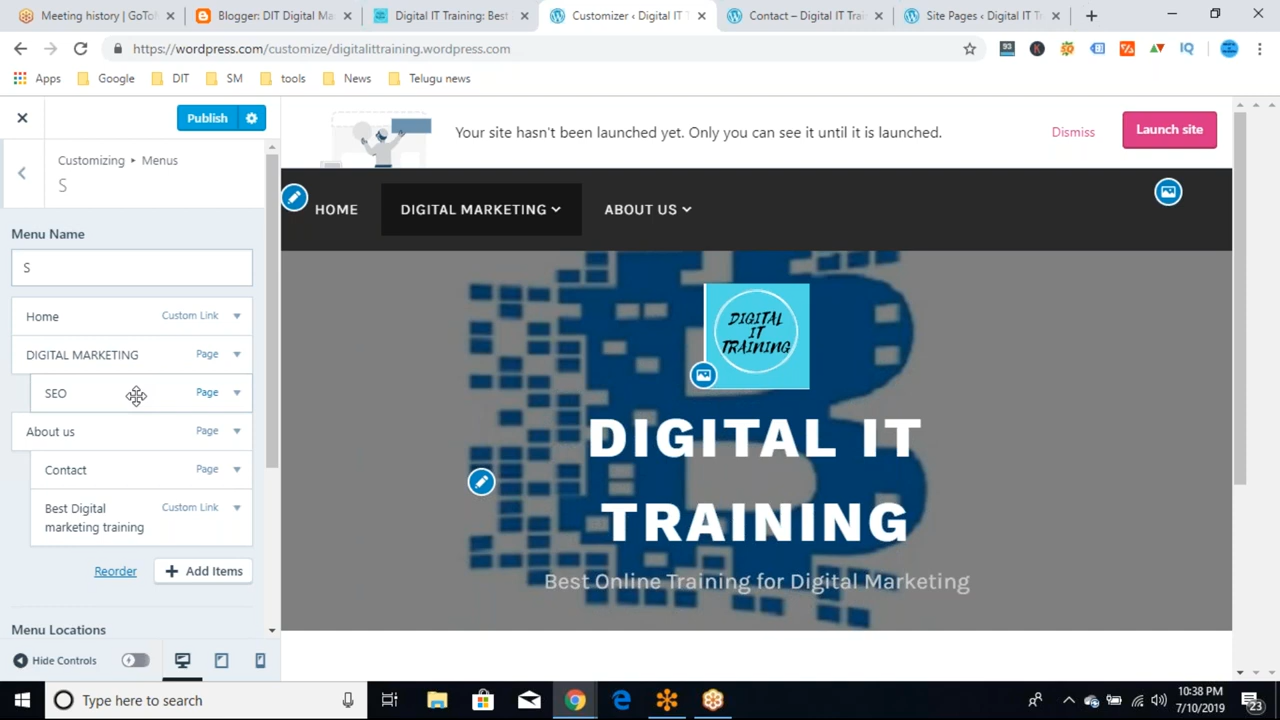 Meeting history | GoToM
Blogger: DIT Digital Ma
Digital IT Training: Best
Customizer ‹ Digital IT T
Contact – Digital IT Trai
Site Pages ‹ Digital IT T
https://wordpress.com/customize/digitalittraining.wordpress.com
93
K
IQ
Apps
Google
DIT
SM
tools
News
Telugu news
Publish
Customizing ▸ Menus
S
Menu Name
S
Home
Custom Link
DIGITAL MARKETING
Page
SEO
Page
About us
Page
Contact
Page
Best Digital
marketing training
Custom Link
Reorder
+ Add Items
Menu Locations
Hide Controls
Your site hasn't been launched yet. Only you can see it until it is launched.
Dismiss
Launch site
HOME
DIGITAL MARKETING
ABOUT US
DIGITAL
IT
TRAINING
DIGITAL IT
TRAINING
Best Online Training for Digital Marketing
Type here to search
10:38 PM
7/10/2019
23